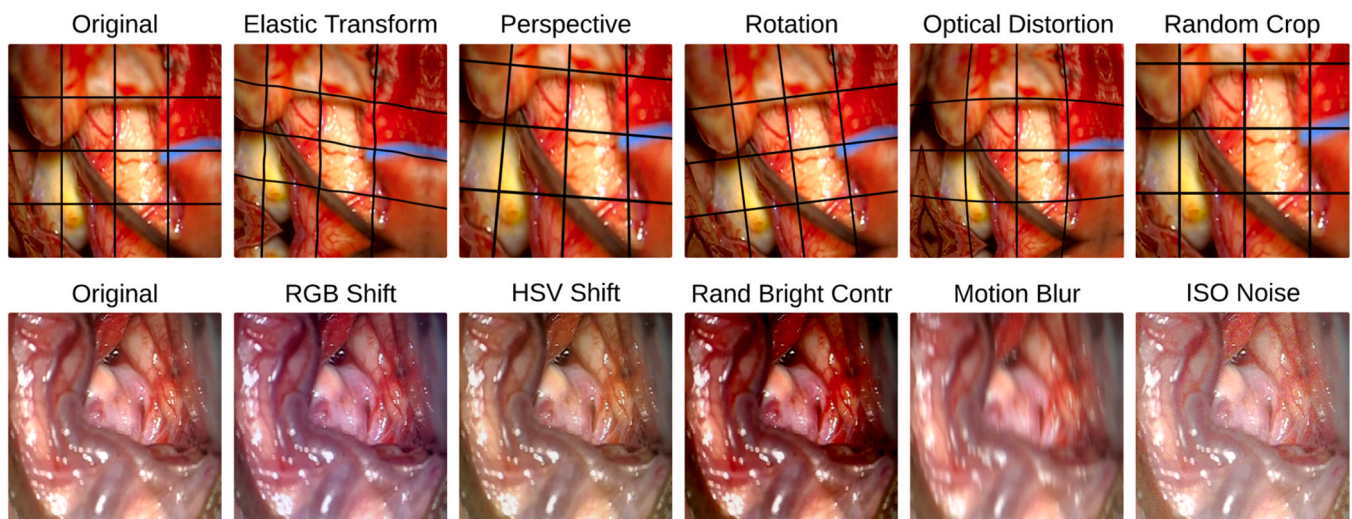 Original Elastic Transform Perspective Rotation Optical Distortion Random Crop
Original RGB Shift HSV Shift Rand Bright Contr Motion Blur ISO Noise